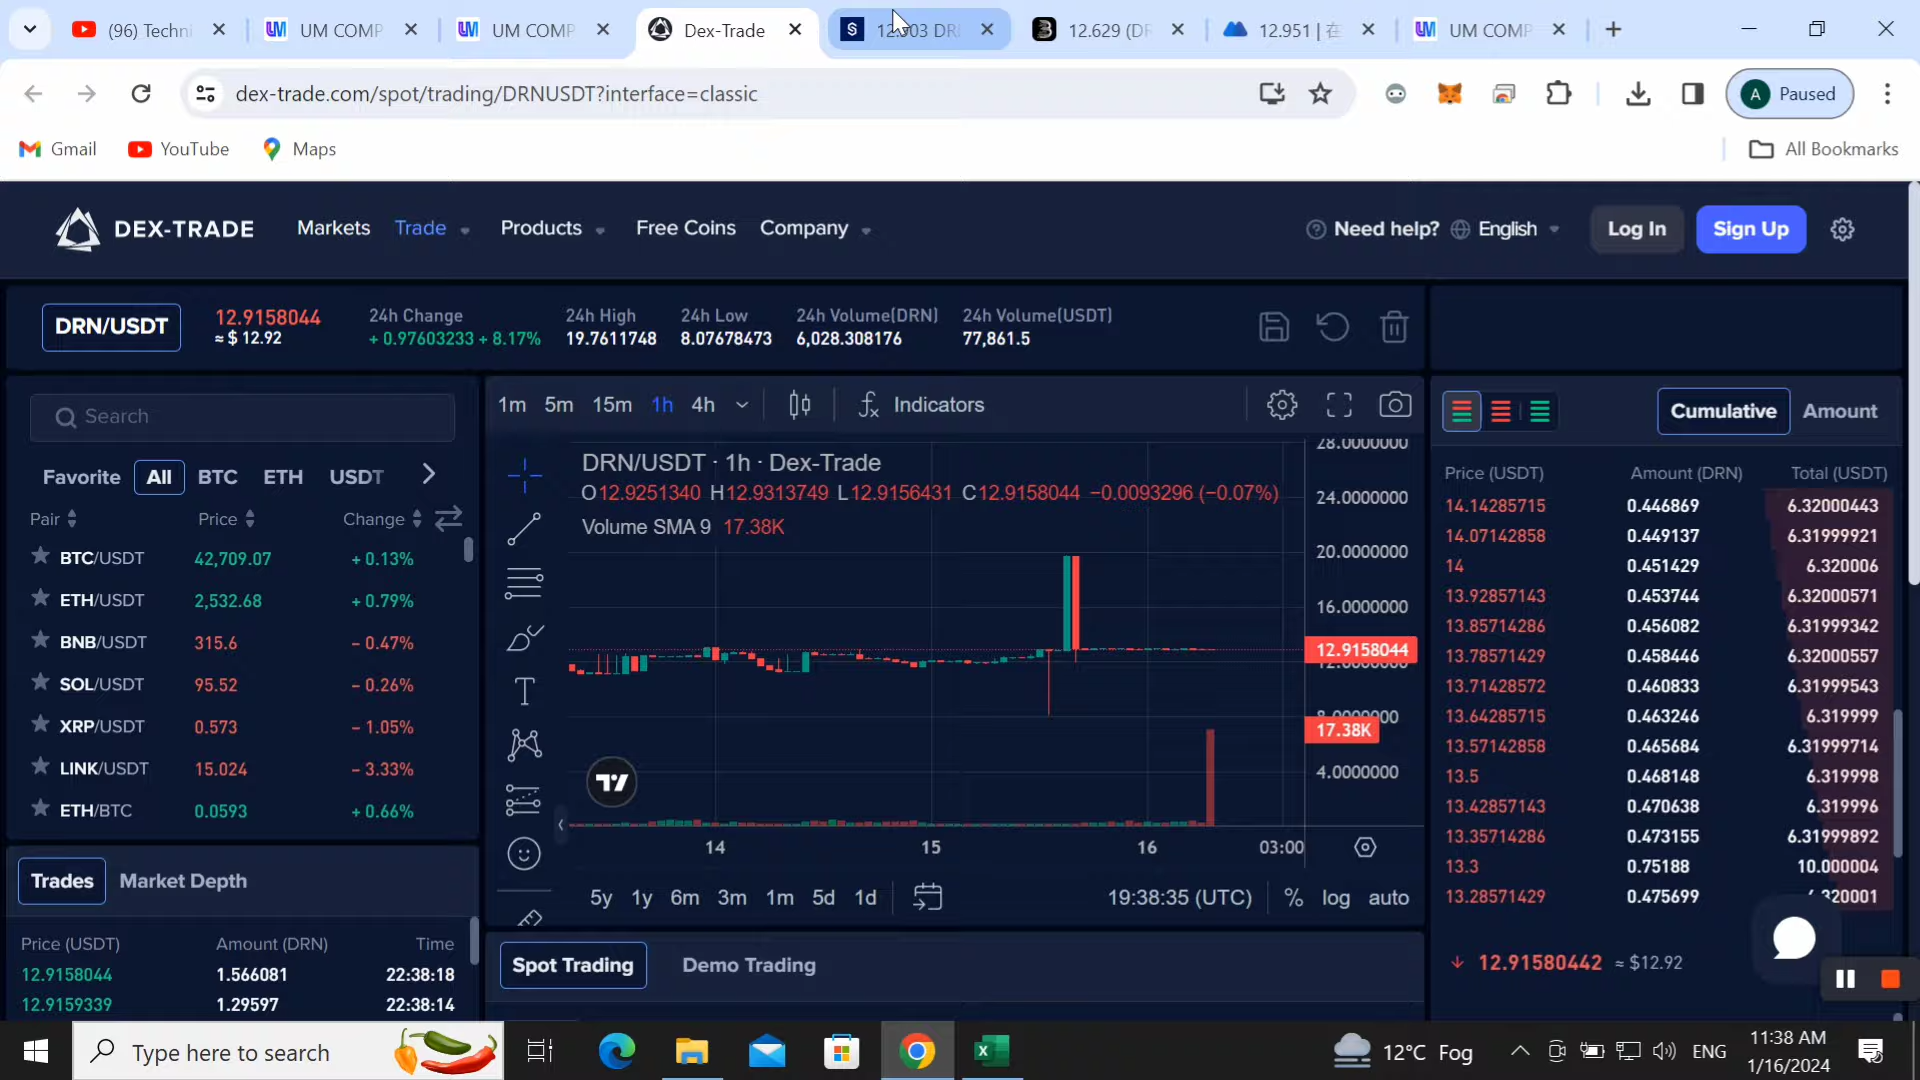 (96) Techni
UM COMP
UM COMP
Dex-Trade
12.629 (DR
12.951 | 在
UM COMP
dex-trade.com/spot/trading/DRNUSDT?interface=classic
A Paused
Gmail YouTube Maps All Bookmarks
DEX-TRADE Markets Trade Products Free Coins Company Need help? English Log In Sign Up
DRN/USDT
12.9158044
≈ $ 12.92
24h Change
+ 0.97603233 + 8.17%
24h High
19.7611748
24h Low
8.07678473
24h Volume(DRN)
6,028.308176
24h Volume(USDT)
77,861.5
Search
Favorite All BTC ETH USDT
Pair Price Change
BTC/USDT 42,709.07 + 0.13%
ETH/USDT 2,532.68 + 0.79%
BNB/USDT 315.6 − 0.47%
SOL/USDT 95.52 − 0.26%
XRP/USDT 0.573 − 1.05%
LINK/USDT 15.024 − 3.33%
ETH/BTC 0.0593 + 0.66%
Trades Market Depth
Price (USDT) Amount (DRN) Time
12.9158044 1.566081 22:38:18
12.9159339 1.29597 22:38:14
1m 5m 15m 1h 4h Indicators
DRN/USDT · 1h · Dex-Trade
O12.9251340 H12.9313749 L12.9156431 C12.9158044 −0.0093296 (−0.07%)
Volume SMA 9 17.38K
28.0000000
24.0000000
20.0000000
16.0000000
12.9158044
12.0000000
8.0000000
17.38K
4.0000000
14 15 16 03:00
5y 1y 6m 3m 1m 5d 1d 19:38:35 (UTC) % log auto
Spot Trading Demo Trading
Cumulative Amount
Price (USDT) Amount (DRN) Total (USDT)
14.14285715 0.446869 6.32000443
14.07142858 0.449137 6.31999921
14 0.451429 6.320006
13.92857143 0.453744 6.32000571
13.85714286 0.456082 6.31999342
13.78571429 0.458446 6.32000557
13.71428572 0.460833 6.31999543
13.64285715 0.463246 6.319999
13.57142858 0.465684 6.31999714
13.5 0.468148 6.319998
13.42857143 0.470638 6.319996
13.35714286 0.473155 6.31999892
13.3 0.75188 10.000004
13.28571429 0.475699
12.91580442 ≈ $12.92
Type here to search
12°C Fog
ENG
11:38 AM
1/16/2024